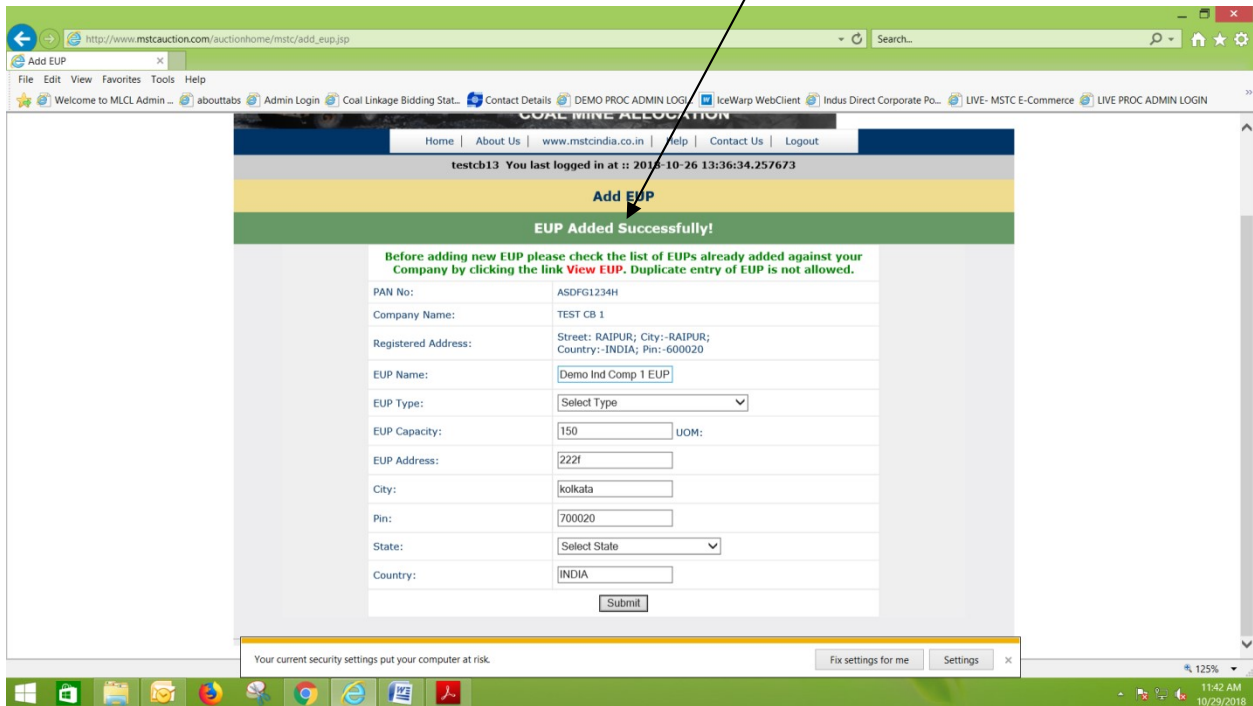 http://www.mstcauction.com/auctionhome/mstc/add_eup.jsp
Search...
Add EUP
File Edit View Favorites Tools Help
Welcome to MLCL Admin ... abouttabs Admin Login Coal Linkage Bidding Stat... Contact Details DEMO PROC ADMIN LOGI... IceWarp WebClient Indus Direct Corporate Po... LIVE- MSTC E-Commerce LIVE PROC ADMIN LOGIN
COAL MINE ALLOCATION
Home | About Us | www.mstcindia.co.in | Help | Contact Us | Logout
testcb13 You last logged in at :: 2018-10-26 13:36:34.257673
Add EUP
EUP Added Successfully!
Before adding new EUP please check the list of EUPs already added against your
Company by clicking the link View EUP. Duplicate entry of EUP is not allowed.
PAN No: ASDFG1234H
Company Name: TEST CB 1
Registered Address: Street: RAIPUR; City:-RAIPUR;
Country:-INDIA; Pin:-600020
EUP Name: Demo Ind Comp 1 EUP
EUP Type: Select Type
EUP Capacity: 150 UOM:
EUP Address: 222f
City: kolkata
Pin: 700020
State: Select State
Country: INDIA
Submit
Your current security settings put your computer at risk. Fix settings for me Settings
125%
11:42 AM
10/29/2018